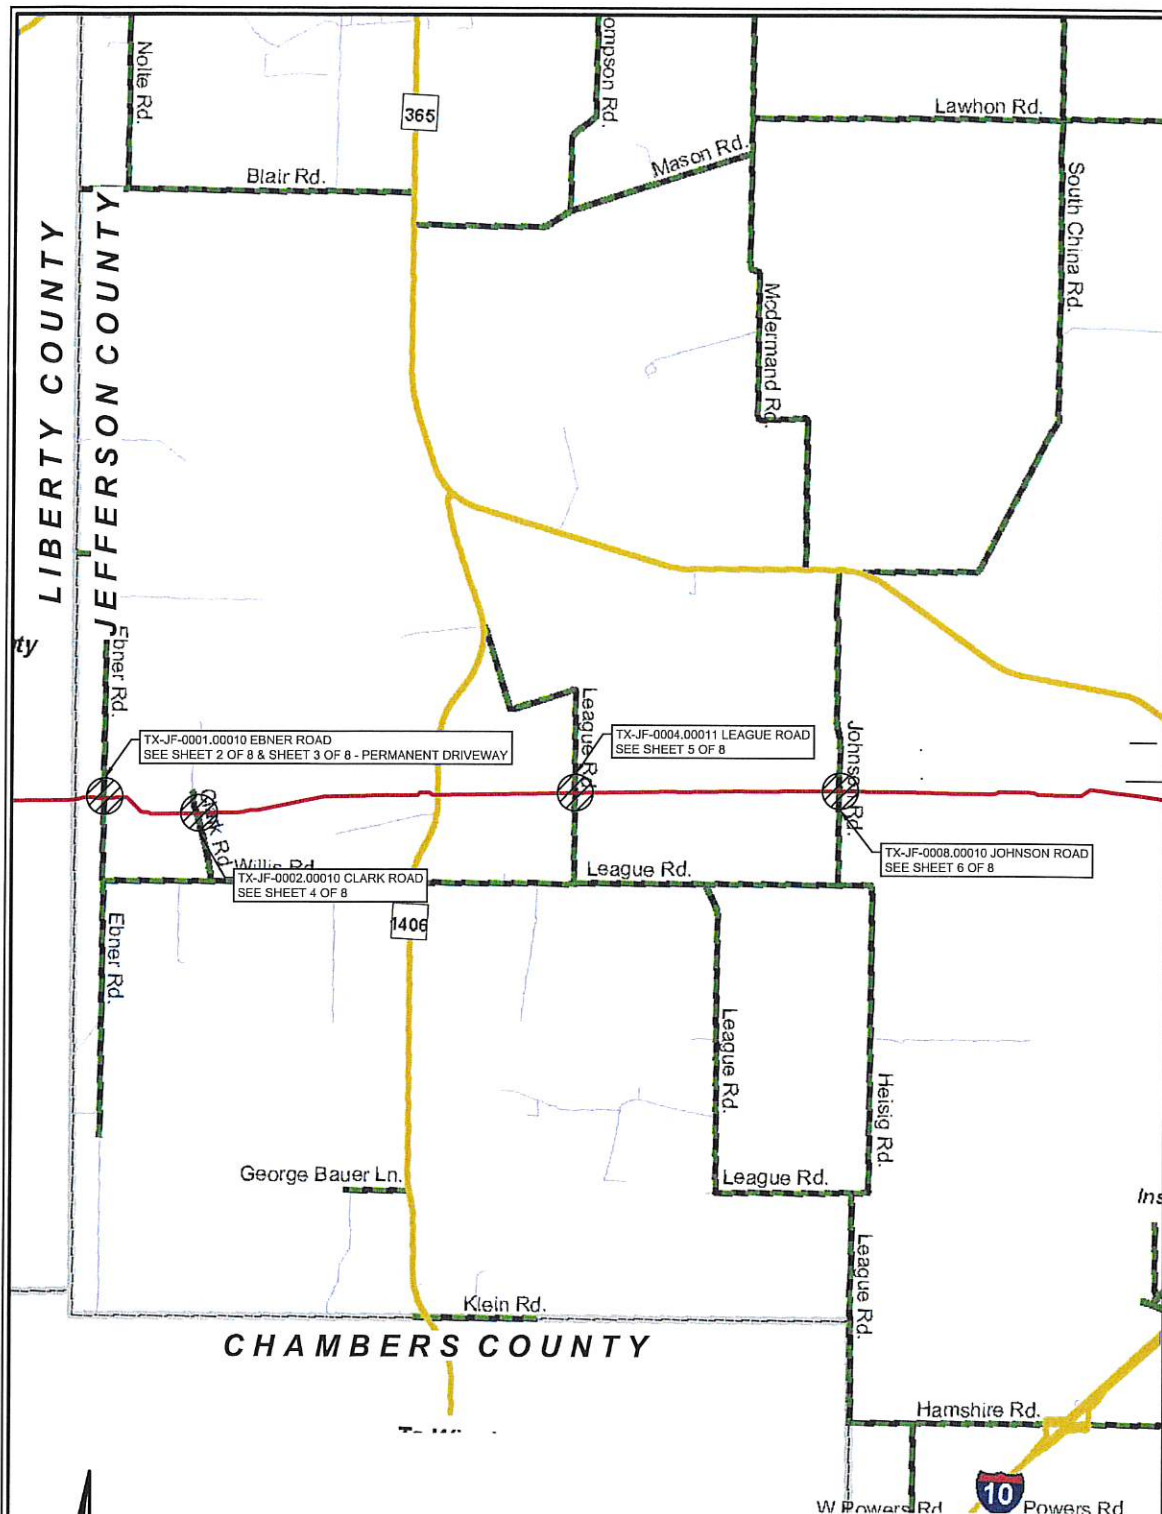 Nolte Rd.
365
ompson Rd.
Lawhon Rd.
Mason Rd.
Blair Rd.
South China Rd.
LIBERTY COUNTY
JEFFERSON COUNTY
Mcdermand Rd.
ty
Ebner Rd.
League Rd.
Johnson Rd.
TX-JF-0001.00010 EBNER ROAD
SEE SHEET 2 OF 8 & SHEET 3 OF 8 - PERMANENT DRIVEWAY
TX-JF-0004.00011 LEAGUE ROAD
SEE SHEET 5 OF 8
Clark Rd
TX-JF-0008.00010 JOHNSON ROAD
SEE SHEET 6 OF 8
Willis Rd
League Rd.
TX-JF-0002.00010 CLARK ROAD
SEE SHEET 4 OF 8
1406
Ebner Rd.
League Rd.
Heisig Rd.
George Bauer Ln.
League Rd.
Ins
League Rd.
Klein Rd.
CHAMBERS COUNTY
Hamshire Rd.
10
W Powers Rd
Powers Rd